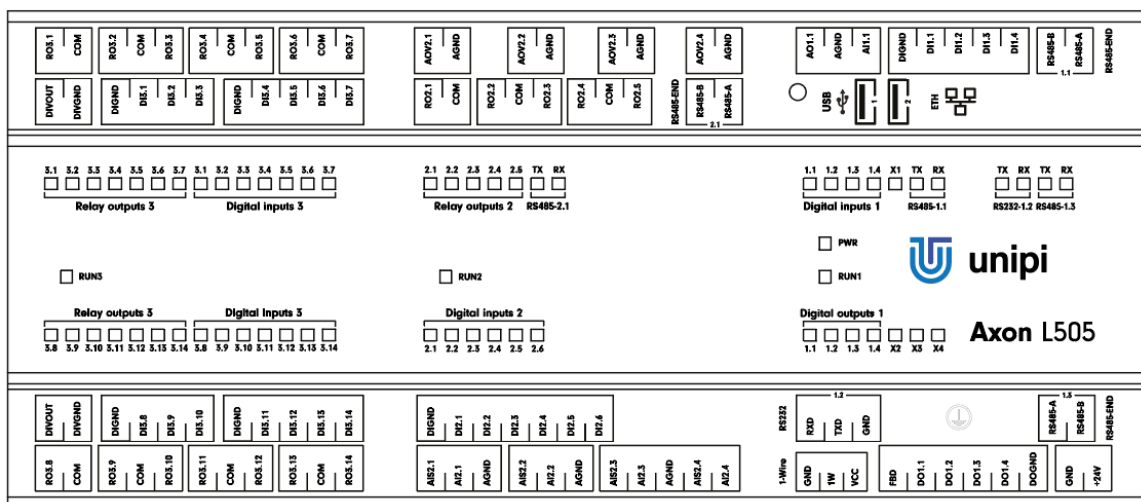 RO3.1 COM RO3.2 COM RO3.3 RO3.4 COM RO3.5 RO3.6 COM RO3.7 AOV2.1 AGND AOV2.2 AGND AOV2.3 AGND AOV2.4 AGND AO1.1 AGND AI1.1 DIGND DI1.1 DI1.2 DI1.3 DI1.4 RS485-B RS485-A RS485-END
1.1
DIVOUT DIVGND DIGND DI3.1 DI3.2 DI3.3 DIGND DI3.4 DI3.5 DI3.6 DI3.7 RO2.1 COM RO2.2 COM RO2.3 RO2.4 COM RO2.5 RS485-END RS485-B RS485-A USB 1 2 ETH
2.1
3.1 3.2 3.3 3.4 3.5 3.6 3.7 3.1 3.2 3.3 3.4 3.5 3.6 3.7 2.1 2.2 2.3 2.4 2.5 TX RX 1.1 1.2 1.3 1.4 X1 TX RX TX RX TX RX
Relay outputs 3 Digital inputs 3 Relay outputs 2 RS485-2.1 Digital inputs 1 RS485-1.1 RS232-1.2 RS485-1.3
PWR
unipi
RUN3 RUN2 RUN1
Relay outputs 3 Digital inputs 3 Digital inputs 2 Digital outputs 1
Axon L505
3.8 3.9 3.10 3.11 3.12 3.13 3.14 3.8 3.9 3.10 3.11 3.12 3.13 3.14 2.1 2.2 2.3 2.4 2.5 2.6 1.1 1.2 1.3 1.4 X2 X3 X4
1.2 1.3
DIVOUT DIVGND DIGND DI3.8 DI3.9 DI3.10 DIGND DI3.11 DI3.12 DI3.13 DI3.14 DIGND DI2.1 DI2.2 DI2.3 DI2.4 DI2.5 DI2.6 RS232 RXD TXD GND RS485-A RS485-B RS485-END
RO3.8 COM RO3.9 COM RO3.10 RO3.11 COM RO3.12 RO3.13 COM RO3.14 AIS2.1 AI2.1 AGND AIS2.2 AI2.2 AGND AIS2.3 AI2.3 AGND AIS2.4 AI2.4 1-Wire GND 1W VCC FBD DO1.1 DO1.2 DO1.3 DO1.4 DOGND GND +24V